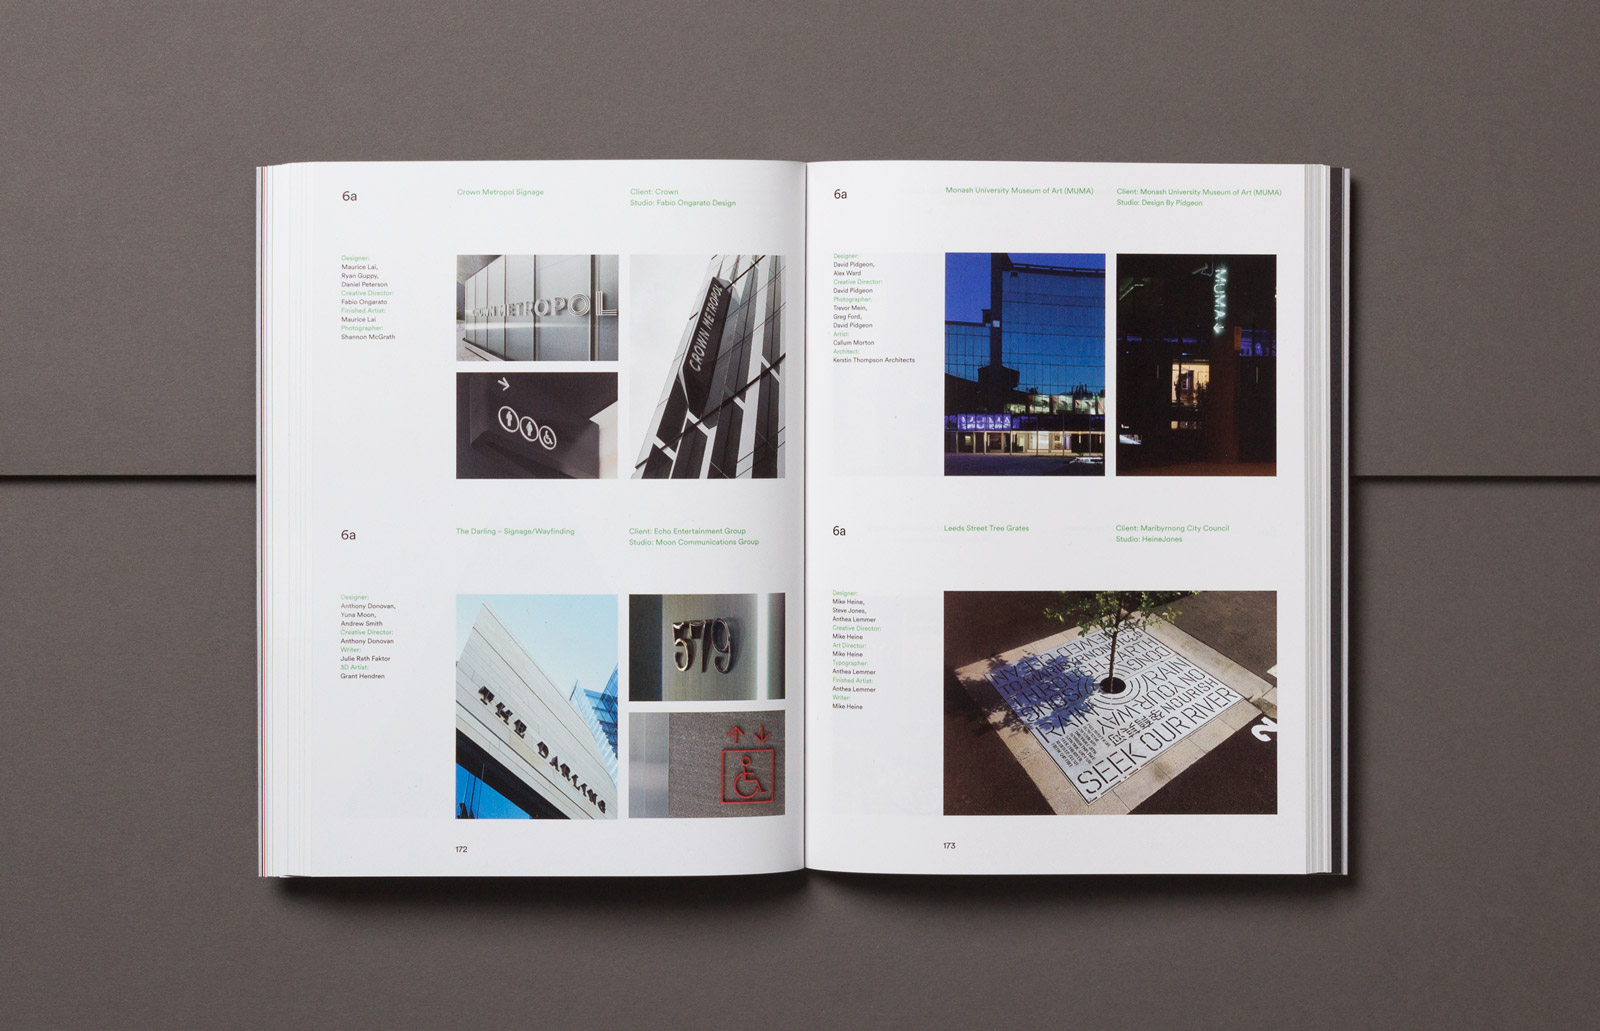 6a
Crown Metropol Signage
Client: Crown
Studio: Fabio Ongarato Design
Designer:
Maurice Lai,
Ryan Guppy,
Daniel Peterson
Creative Director:
Fabio Ongarato
Finished Artist:
Maurice Lai
Photographer:
Shannon McGrath
CROWN METROPOL
CROWN METROPOL
6a
The Darling – Signage/Wayfinding
Client: Echo Entertainment Group
Studio: Moon Communications Group
Designer:
Anthony Donovan,
Yuna Moon,
Andrew Smith
Creative Director:
Anthony Donovan
Writer:
Julie Rath Faktor
3D Artist:
Grant Hendren
THE DARLING
579
172
6a
Monash University Museum of Art (MUMA)
Client: Monash University Museum of Art (MUMA)
Studio: Design By Pidgeon
Designer:
David Pidgeon,
Alex Ward
Creative Director:
David Pidgeon
Photographer:
Trevor Mein,
Greg Ford,
David Pidgeon
Artist:
Callum Morton
Architect:
Kerstin Thompson Architects
MUMA
MUMA
6a
Leeds Street Tree Grates
Client: Maribyrnong City Council
Studio: HeineJones
Designer:
Mike Heine,
Steve Jones,
Anthea Lemmer
Creative Director:
Mike Heine
Art Director:
Mike Heine
Typographer:
Anthea Lemmer
Finished Artist:
Anthea Lemmer
Writer:
Mike Heine
SEEK OUR RIVER
2
173